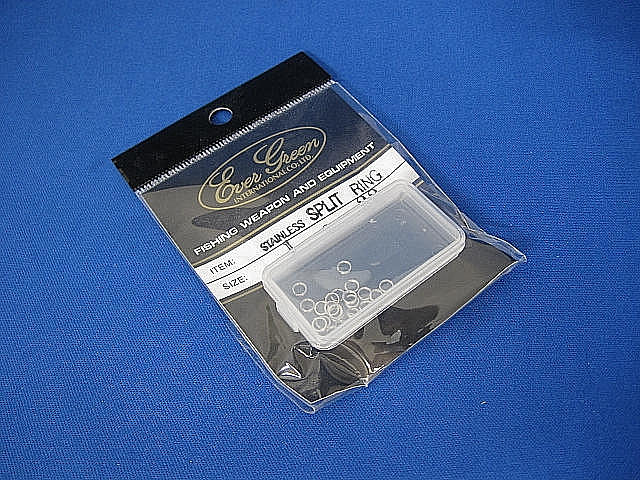 Ever Green
INTERNATIONAL CO.,LTD.
FISHING WEAPON AND EQUIPMENT
ITEM: STAINLESS SPLIT RING
SIZE: